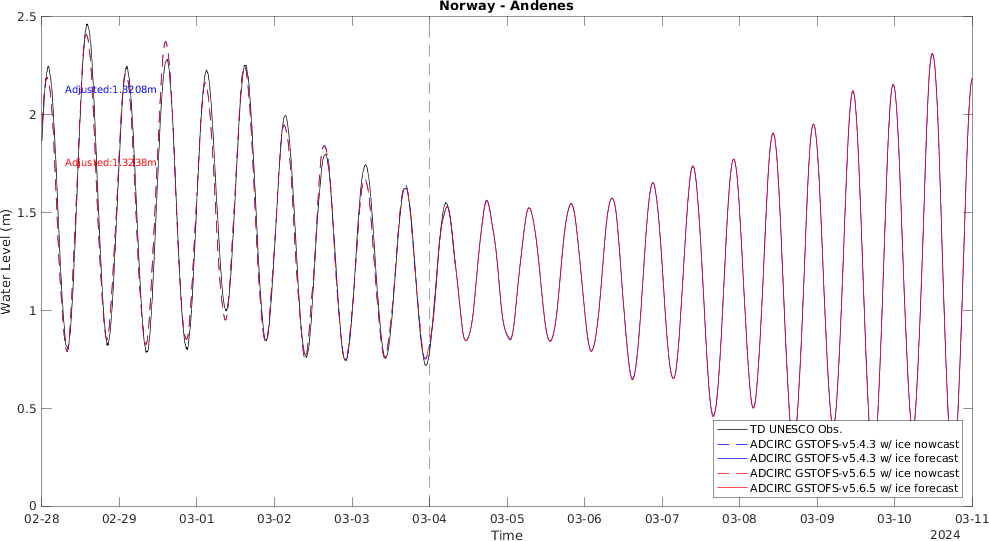 Norway - Andenes
2.5
2
1.5
1
0.5
0
Water Level (m)
Adjusted:1.3208m
Adjusted:1.3238m
TD UNESCO Obs.
ADCIRC GSTOFS-v5.4.3 w/ ice nowcast
ADCIRC GSTOFS-v5.4.3 w/ ice forecast
ADCIRC GSTOFS-v5.6.5 w/ ice nowcast
ADCIRC GSTOFS-v5.6.5 w/ ice forecast
02-28 02-29 03-01 03-02 03-03 03-04 03-05 03-06 03-07 03-08 03-09 03-10 03-11
Time 2024